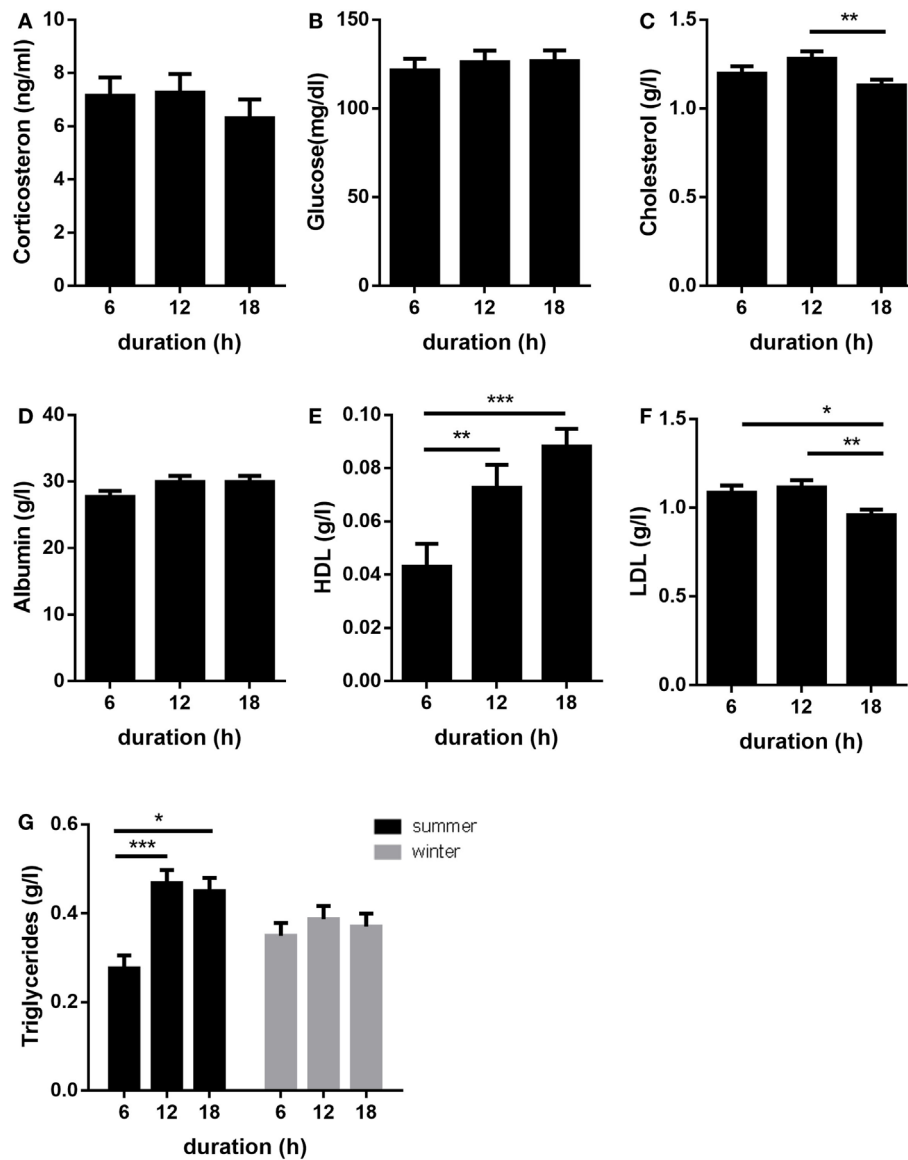 A
Corticosteron (ng/ml)
10
8
6
4
2
0
6 12 18
duration (h)
B
Glucose(mg/dl)
150
100
50
0
6 12 18
duration (h)
C
Cholesterol (g/l)
1.5
1.0
0.5
0.0
**
6 12 18
duration (h)
D
Albumin (g/l)
40
30
20
10
0
6 12 18
duration (h)
E
HDL (g/l)
0.10
0.08
0.06
0.04
0.02
0.00
***
**
6 12 18
duration (h)
F
LDL (g/l)
1.5
1.0
0.5
0.0
*
**
6 12 18
duration (h)
G
Triglycerides (g/l)
0.6
0.4
0.2
0.0
*
***
summer
winter
6 12 18 6 12 18
duration (h)